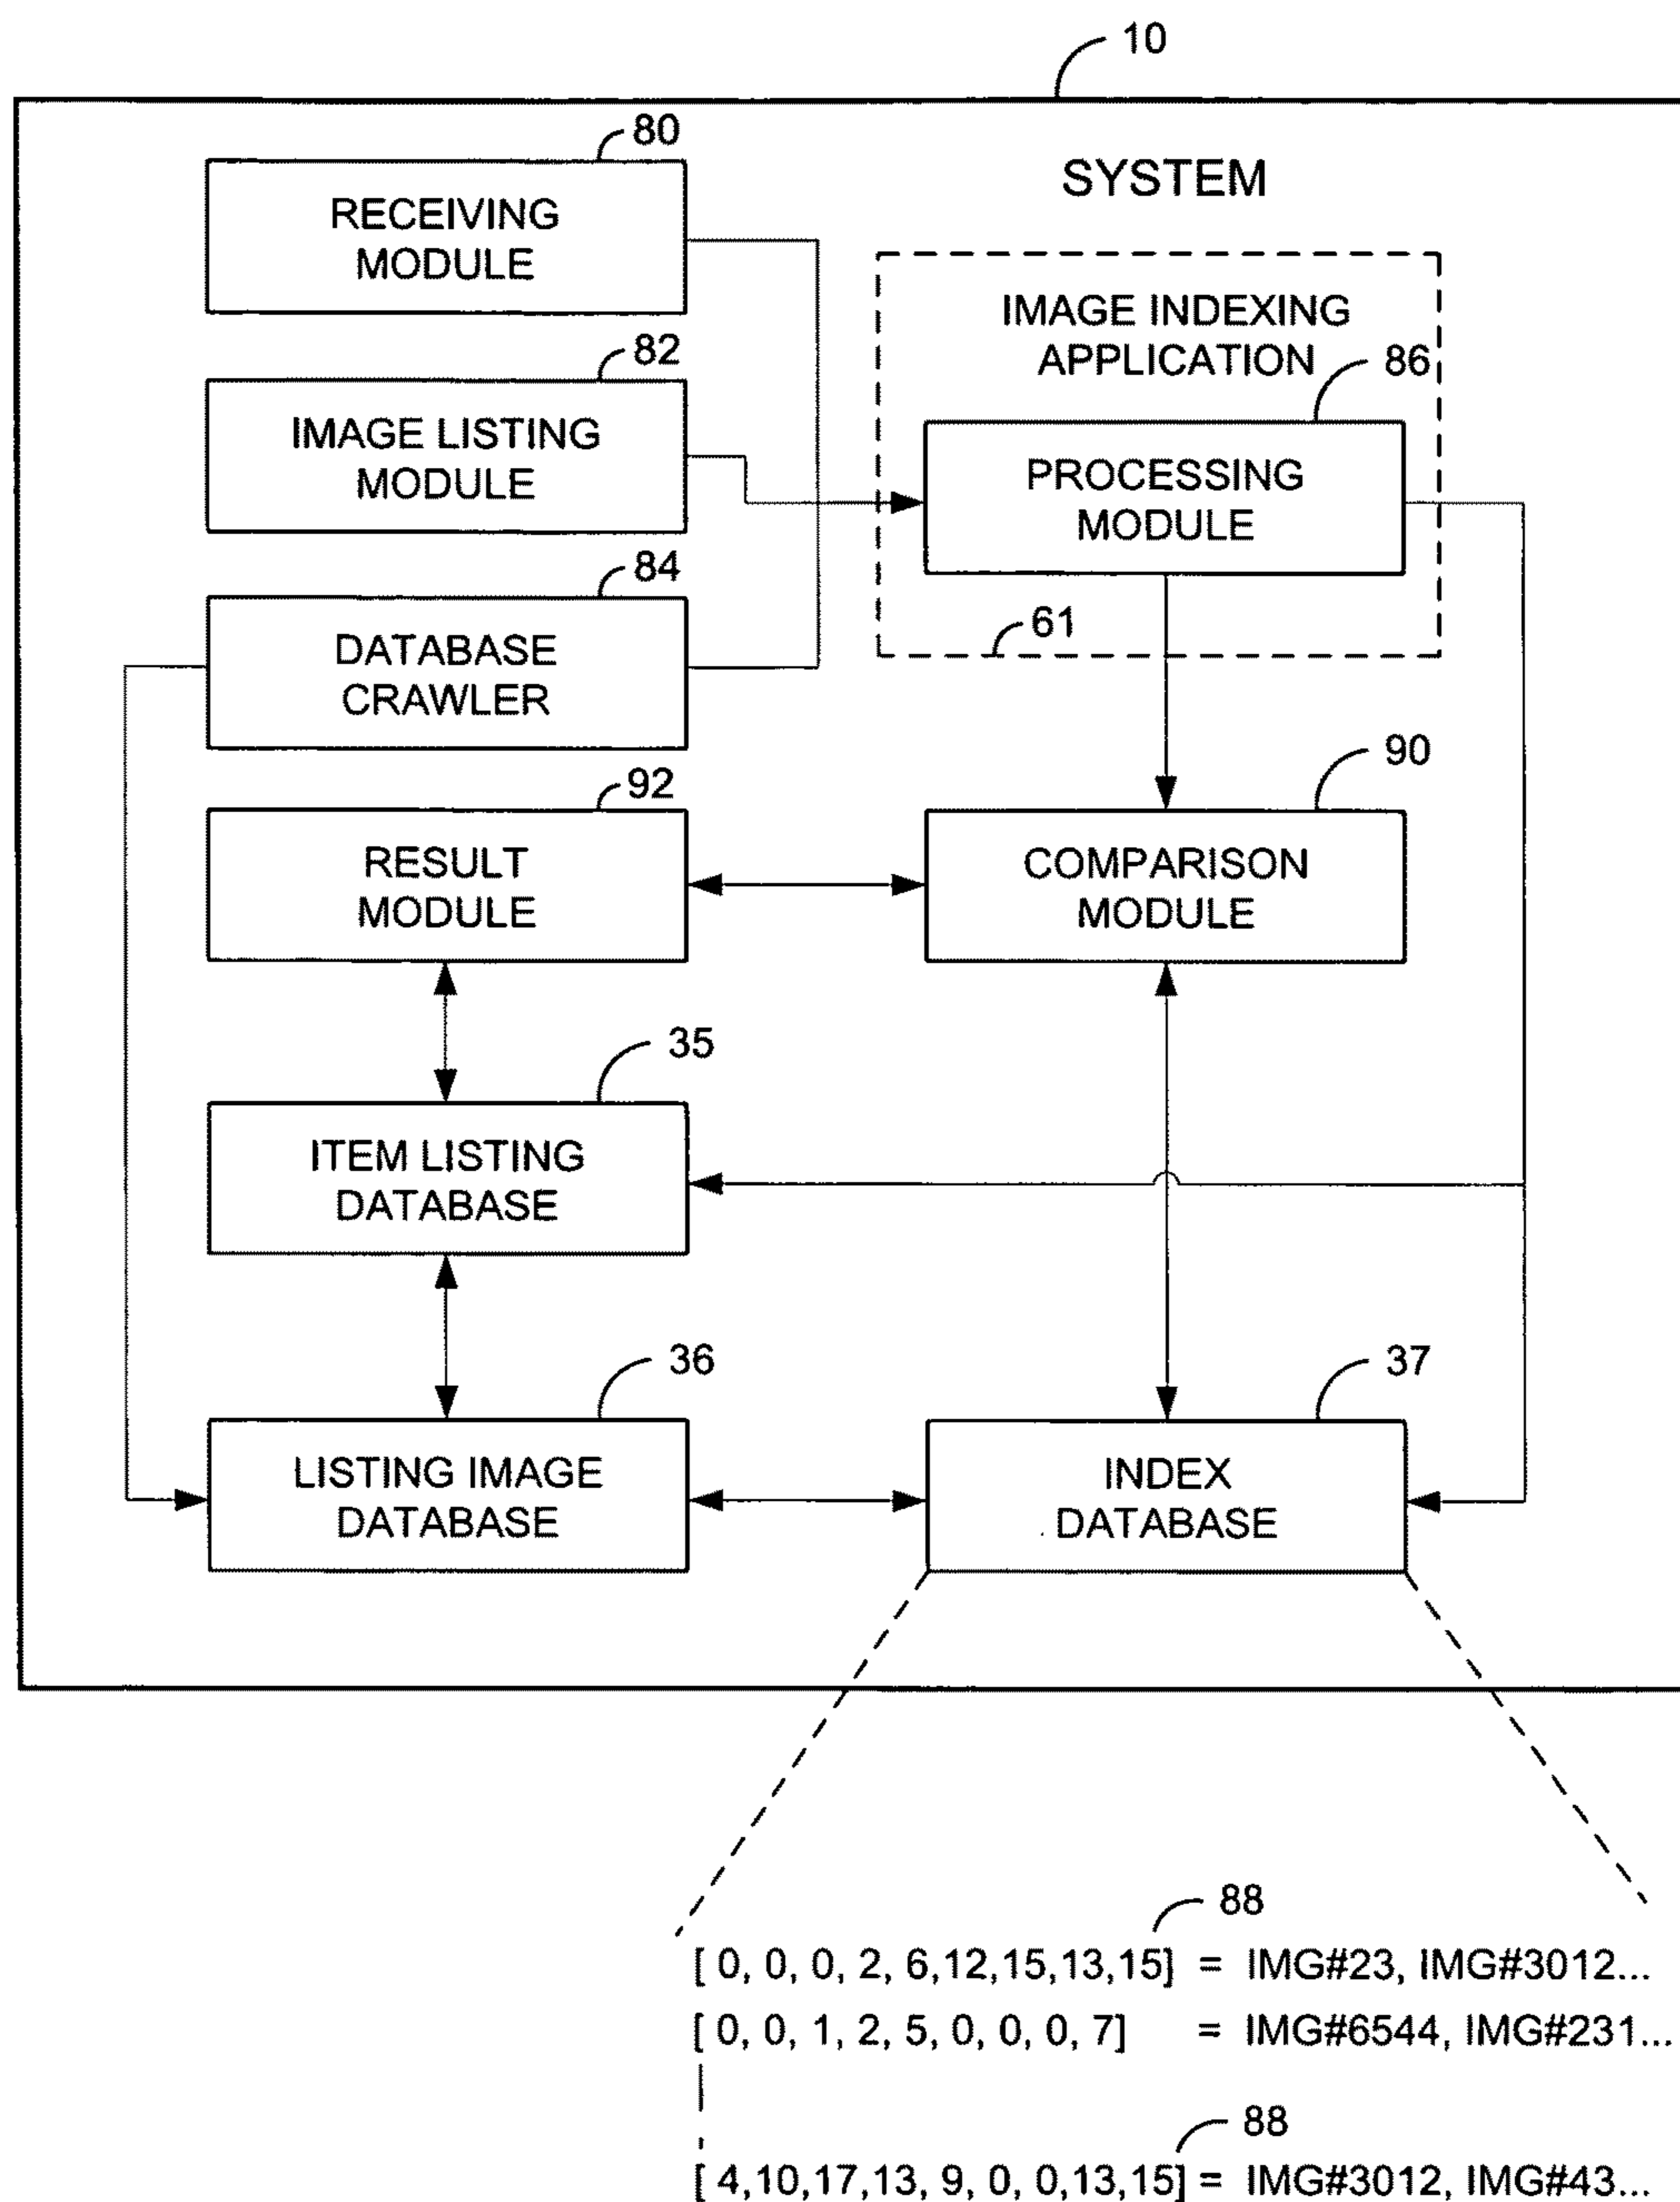 10
SYSTEM
80
RECEIVING
MODULE
82
IMAGE LISTING
MODULE
84
DATABASE
CRAWLER
IMAGE INDEXING
APPLICATION
86
PROCESSING
MODULE
61
92
RESULT
MODULE
90
COMPARISON
MODULE
35
ITEM LISTING
DATABASE
36
LISTING IMAGE
DATABASE
37
INDEX
DATABASE
88
[ 0, 0, 0, 2, 6,12,15,13,15] = IMG#23, IMG#3012...
[ 0, 0, 1, 2, 5, 0, 0, 0, 7] = IMG#6544, IMG#231...
88
[ 4,10,17,13, 9, 0, 0,13,15] = IMG#3012, IMG#43...